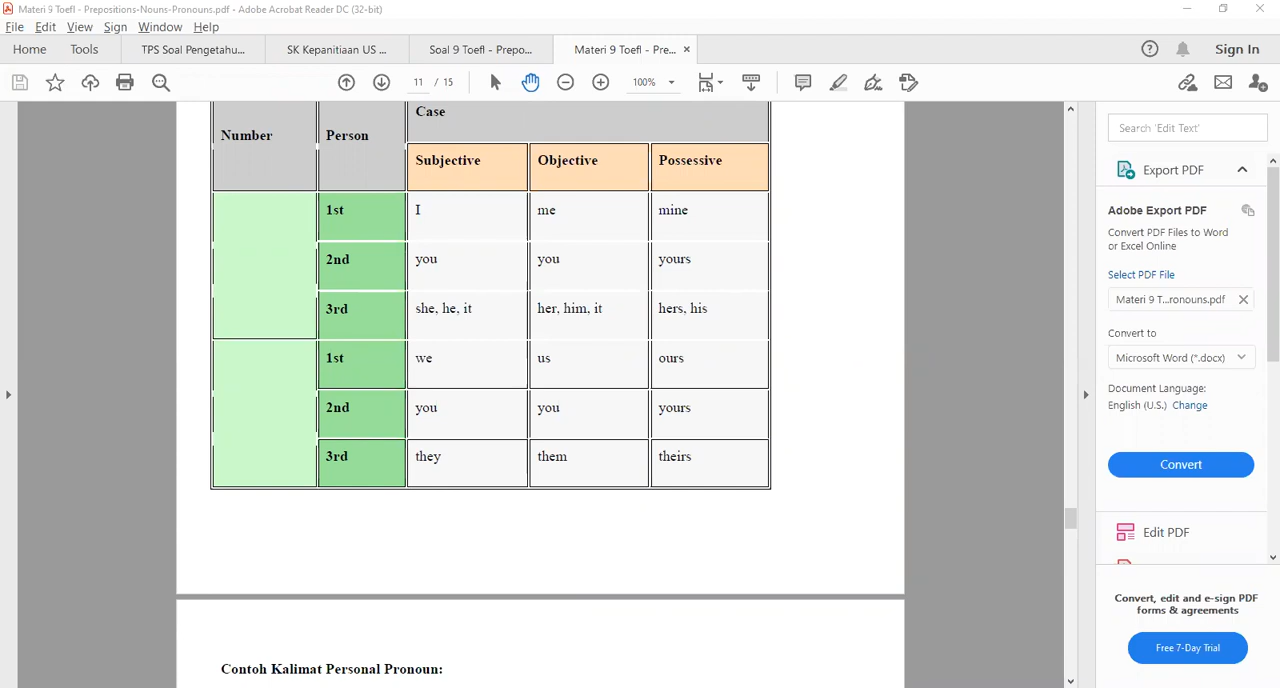 Materi 9 Toefl - Prepositions-Nouns-Pronouns.pdf - Adobe Acrobat Reader DC (32-bit)
File Edit View Sign Window Help
Home Tools TPS Soal Pengetahu... SK Kepanitiaan US ... Soal 9 Toefl - Prepo... Materi 9 Toefl - Pre... × Sign In
11 / 15 100%
Case
Number Person
Subjective Objective Possessive
1st I me mine
2nd you you yours
3rd she, he, it her, him, it hers, his
1st we us ours
2nd you you yours
3rd they them theirs
Contoh Kalimat Personal Pronoun:
Search 'Edit Text'
Export PDF
Adobe Export PDF
Convert PDF Files to Word
or Excel Online
Select PDF File
Materi 9 T...ronouns.pdf
Convert to
Microsoft Word (*.docx)
Document Language:
English (U.S.) Change
Convert
Edit PDF
Convert, edit and e-sign PDF
forms & agreements
Free 7-Day Trial